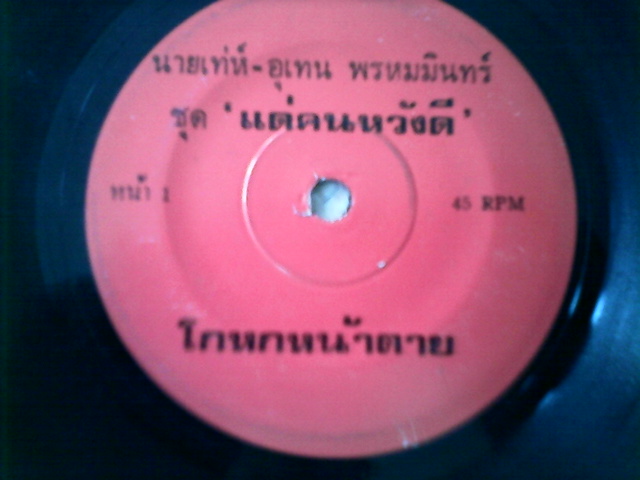 นายเท่ห์-อุเทน พรหมมินทร์
ชุด 'แด่คนหวังดี'
หน้า 1
45 RPM
โกหกหน้าตาย